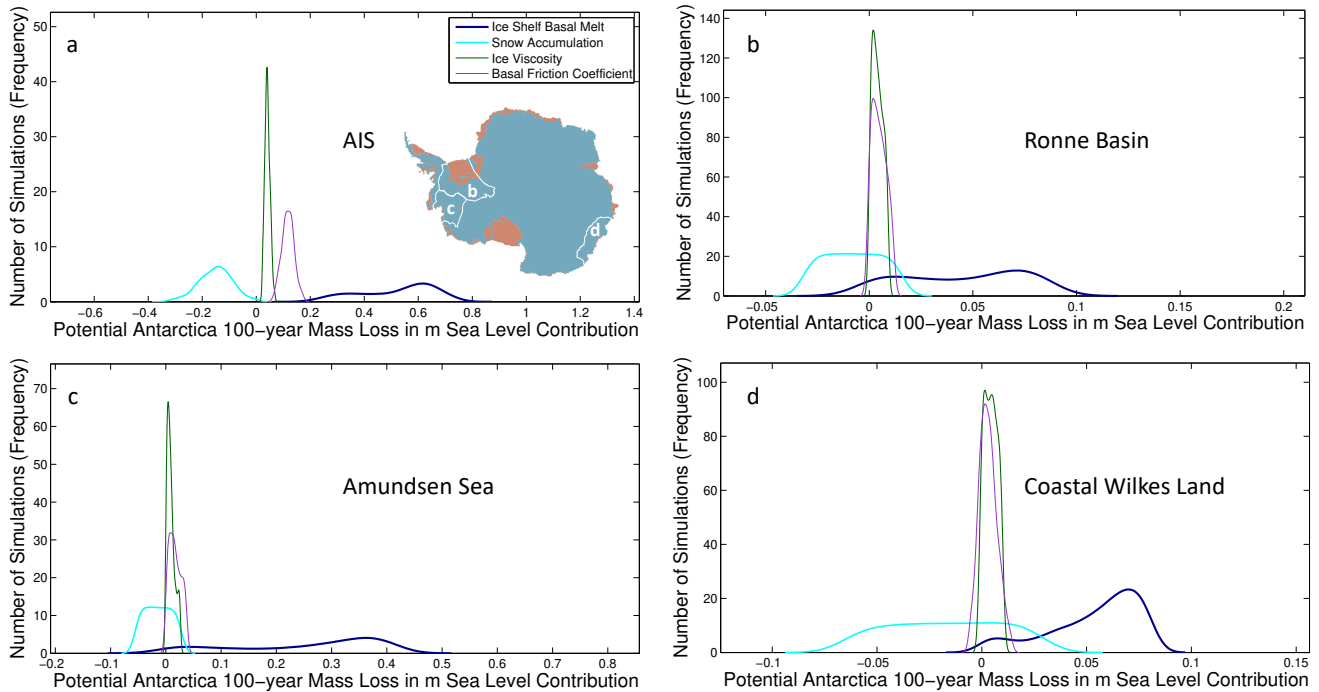 a
Ice Shelf Basal Melt
Snow Accumulation
Ice Viscosity
Basal Friction Coefficient
AIS
b
c
d
Number of Simulations (Frequency)
50
40
30
20
10
0
−0.6 −0.4 −0.2 0 0.2 0.4 0.6 0.8 1 1.2 1.4
Potential Antarctica 100−year Mass Loss in m Sea Level Contribution
b
Ronne Basin
Number of Simulations (Frequency)
140
120
100
80
60
40
20
0
−0.05 0 0.05 0.1 0.15 0.2
Potential Antarctica 100−year Mass Loss in m Sea Level Contribution
c
Amundsen Sea
Number of Simulations (Frequency)
70
60
50
40
30
20
10
0
−0.2 −0.1 0 0.1 0.2 0.3 0.4 0.5 0.6 0.7 0.8
Potential Antarctica 100−year Mass Loss in m Sea Level Contribution
d
Coastal Wilkes Land
Number of Simulations (Frequency)
100
80
60
40
20
0
−0.1 −0.05 0 0.05 0.1 0.15
Potential Antarctica 100−year Mass Loss in m Sea Level Contribution